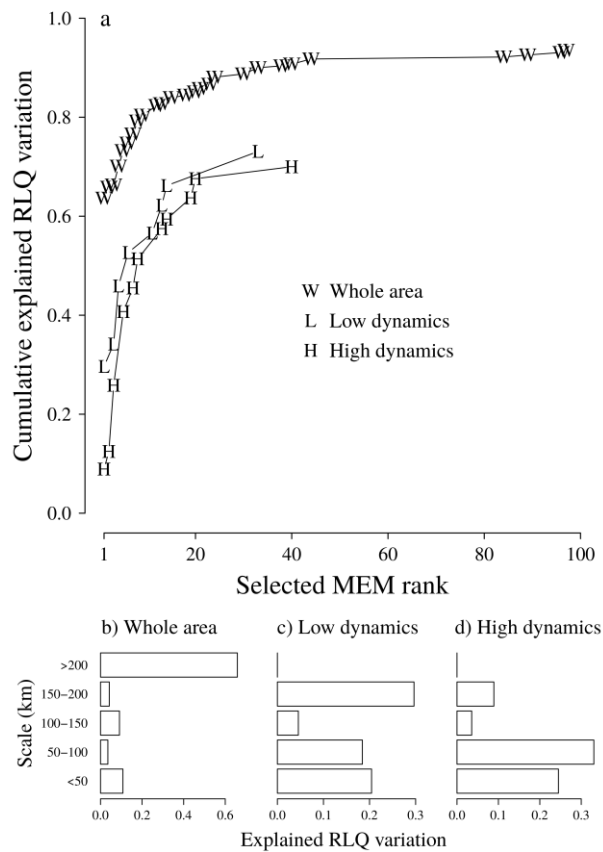 a
Cumulative explained RLQ variation
1.0
0.8
0.6
0.4
0.2
0.0
W Whole area
L Low dynamics
H High dynamics
1 20 40 60 80 100
Selected MEM rank
b) Whole area c) Low dynamics d) High dynamics
Scale (km)
>200
150−200
100−150
50−100
<50
0.0 0.2 0.4 0.6 0.0 0.1 0.2 0.3 0.0 0.1 0.2 0.3
Explained RLQ variation